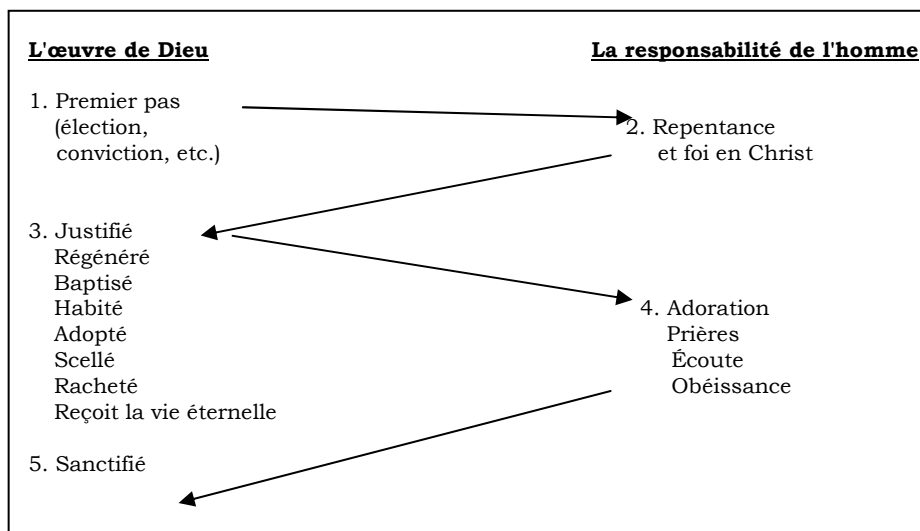 L'œuvre de Dieu
La responsabilité de l'homme
1. Premier pas
(élection,
conviction, etc.)
2. Repentance
et foi en Christ
3. Justifié
Régénéré
Baptisé
Habité
Adopté
Scellé
Racheté
Reçoit la vie éternelle
4. Adoration
Prières
Écoute
Obéissance
5. Sanctifié